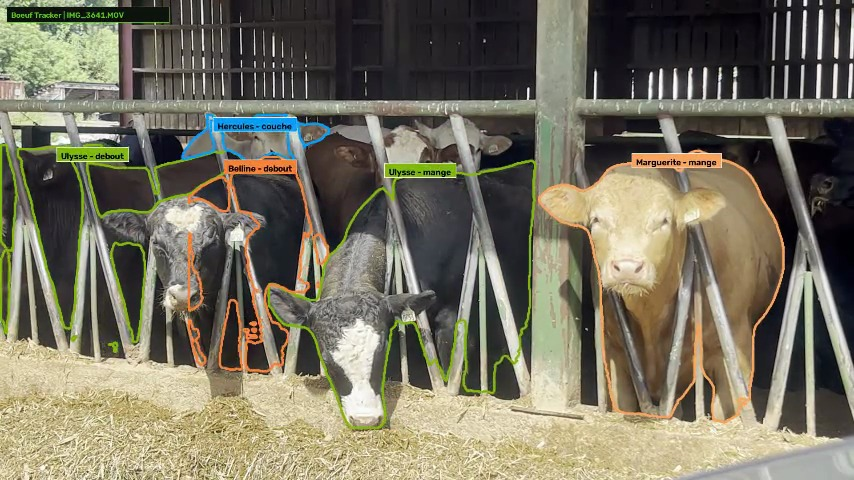 Boeuf Tracker | IMG_3641.MOV
Hercules - couche
Ulysse - debout
Belline - debout
Ulysse - mange
Marguerite - mange